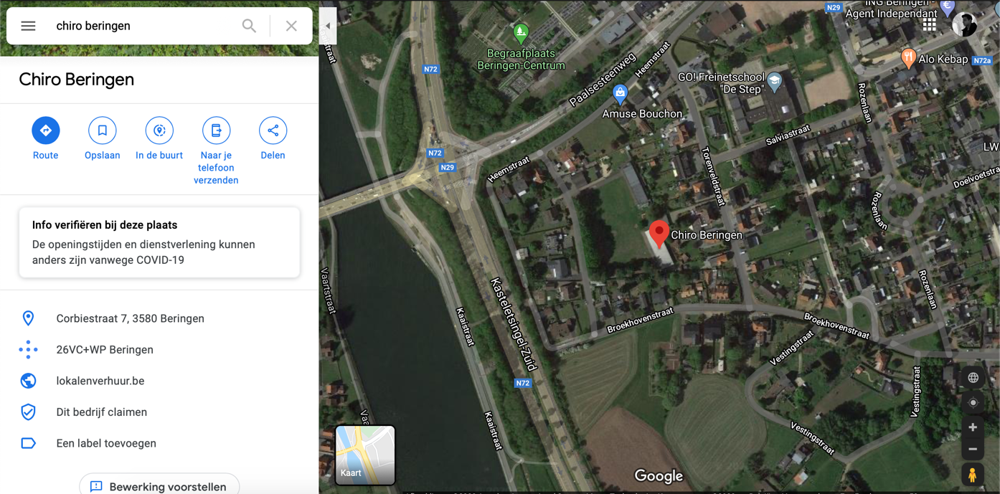 chiro beringen
Chiro Beringen
Route
Opslaan
In de buurt
Naar je
telefoon
verzenden
Delen
Info verifiëren bij deze plaats
De openingstijden en dienstverlening kunnen
anders zijn vanwege COVID-19
Corbiestraat 7, 3580 Beringen
26VC+WP Beringen
lokalenverhuur.be
Dit bedrijf claimen
Een label toevoegen
Bewerking voorstellen
N29
ING Beringen -
Agent Independant
Alo Kebap
N72a
straat
N72
Begraafplaats
Beringen-Centrum
Paalsesteenweg
Heemstraat
GO! Freinetschool
"De Step"
Amuse Bouchon
Rozenlaan
Salviastraat
LW
N72
N29
Heemstraat
Torenveldstraat
Doelvoetstra
Rozenlaan
Chiro Beringen
Vaartstraat
Kasteletsingel-Zuid
Kaaistraat
Rozenlaan
Broekhovenstraat
Broekhovenstraat
Vestingstraat
Vestingstraat
N72
Vaa
Kaaistraat
Vestingstraat
Kaart
Google